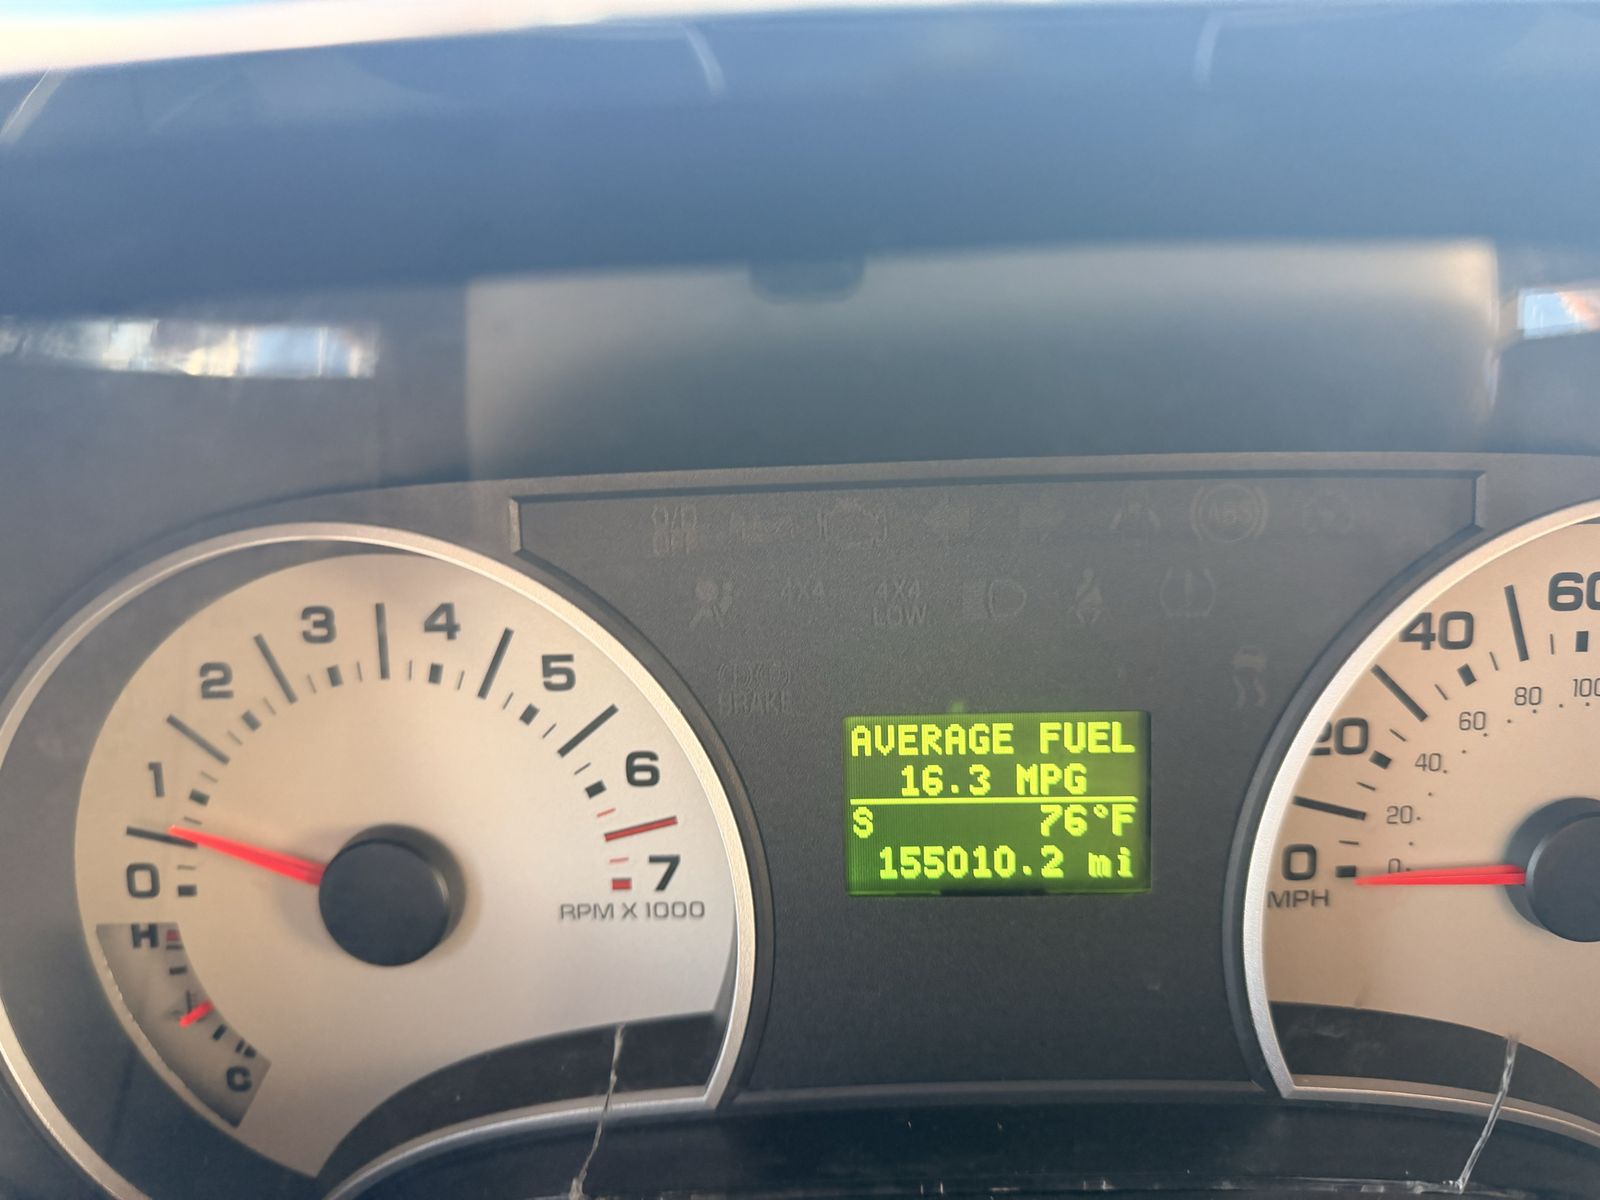 0
1
2
3
4
5
6
7
RPM X 1000
H
C
4X4
4X4
LOW
ABS
BRAKE
AVERAGE FUEL
16.3 MPG
S 76°F
155010.2 mi
0
20
40
60
MPH
0
20
40
60
80
100